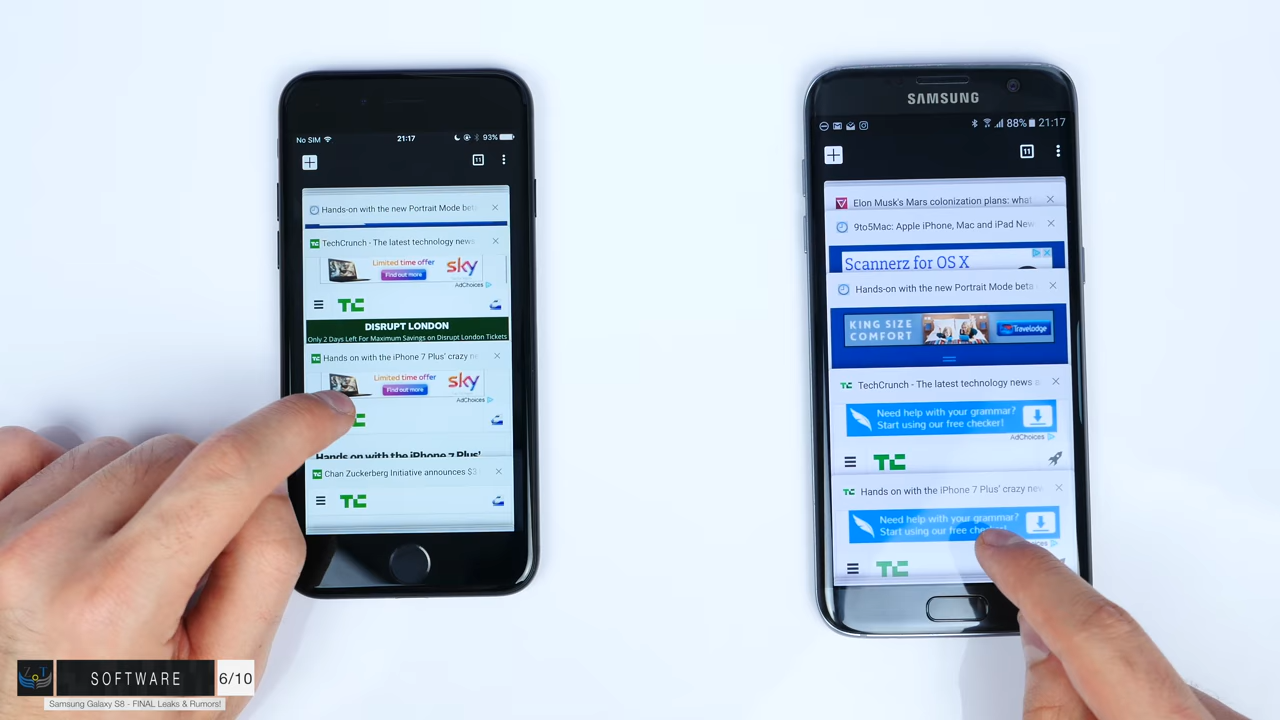 No SIM
21:17
93%
11
Hands-on with the new Portrait Mode bet
TechCrunch - The latest technology news
Limited time offer
Find out more
sky
AdChoices
TC
DISRUPT LONDON
Only 2 Days Left For Maximum Savings on Disrupt London Tickets
Hands on with the iPhone 7 Plus' crazy ne
Limited time offer
Find out more
sky
AdChoices
Hands on with the iPhone 7 Plus'
Chan Zuckerberg Initiative announces $3
TC
SAMSUNG
88%
21:17
11
Elon Musk's Mars colonization plans: what
9to5Mac: Apple iPhone, Mac and iPad New
Scannerz for OS X
Hands-on with the new Portrait Mode beta
KING SIZE
COMFORT
Travelodge
TechCrunch - The latest technology news o
Need help with your grammar?
Start using our free checker!
AdChoices
TC
Hands on with the iPhone 7 Plus' crazy new
Need help with your grammar?
Start using our free checker!
TC
ZoT
SOFTWARE
6/10
Samsung Galaxy S8 - FINAL Leaks & Rumors!